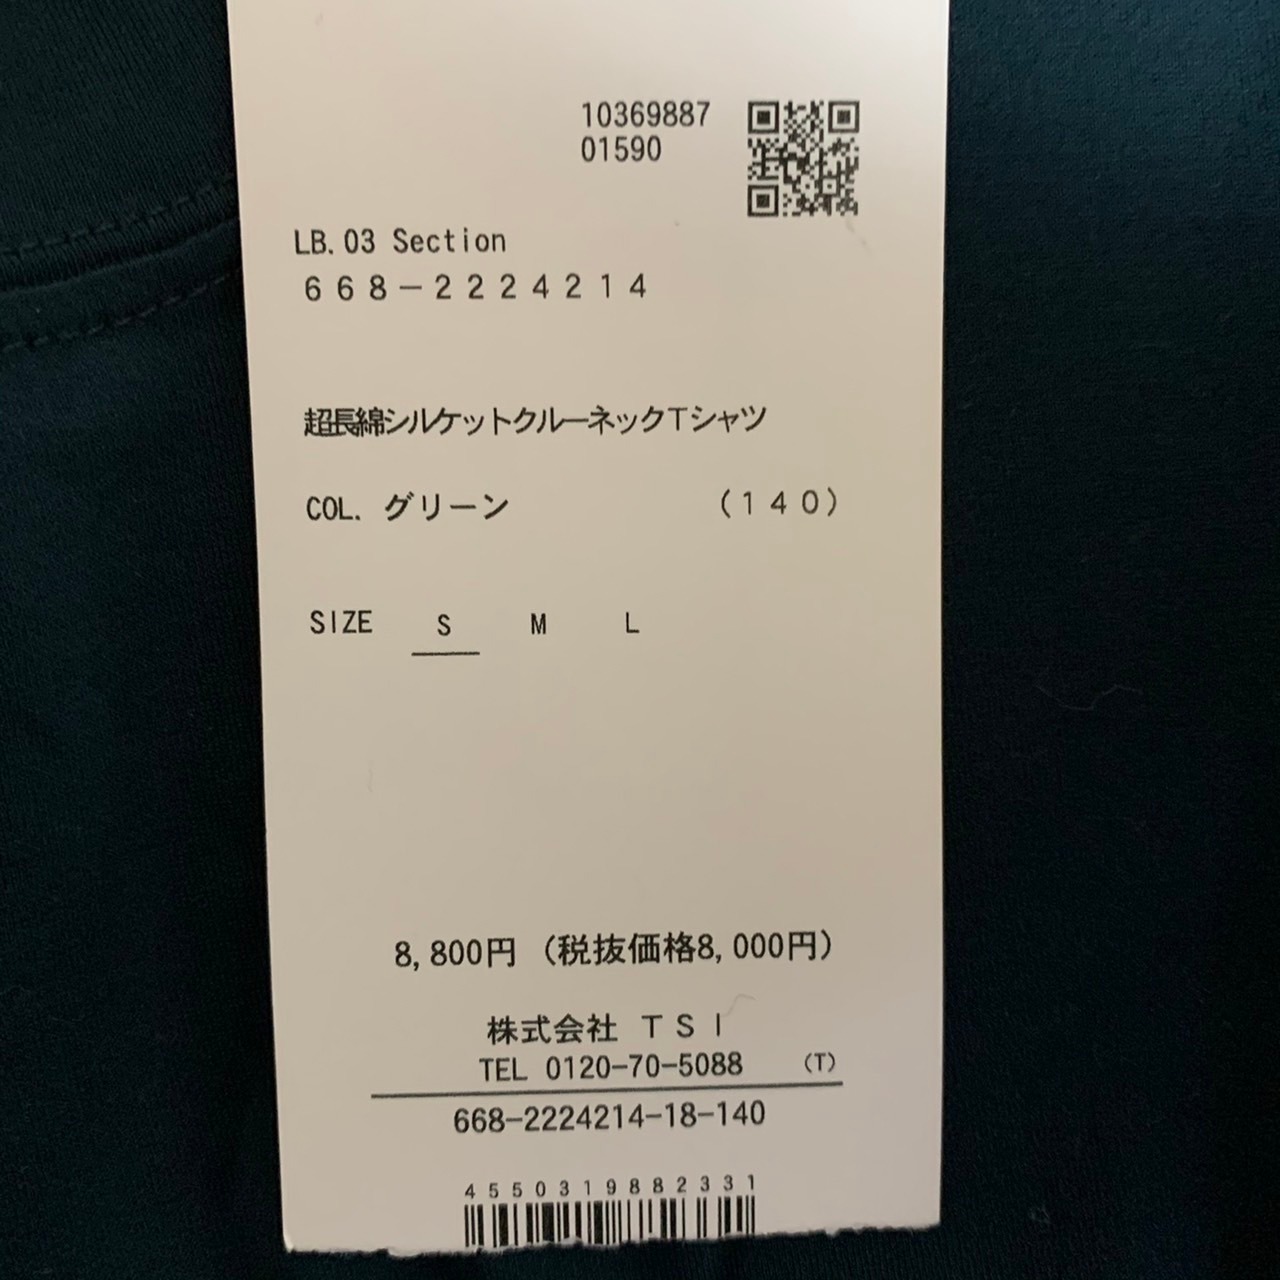 10369887
01590
LB.03 Section
668-2224214
超長綿シルケットクルーネックTシャツ
COL. グリーン (140)
SIZE S M L
8,800円 (税抜価格8,000円)
株式会社 TSI
TEL 0120-70-5088 (T)
668-2224214-18-140
4550319882331